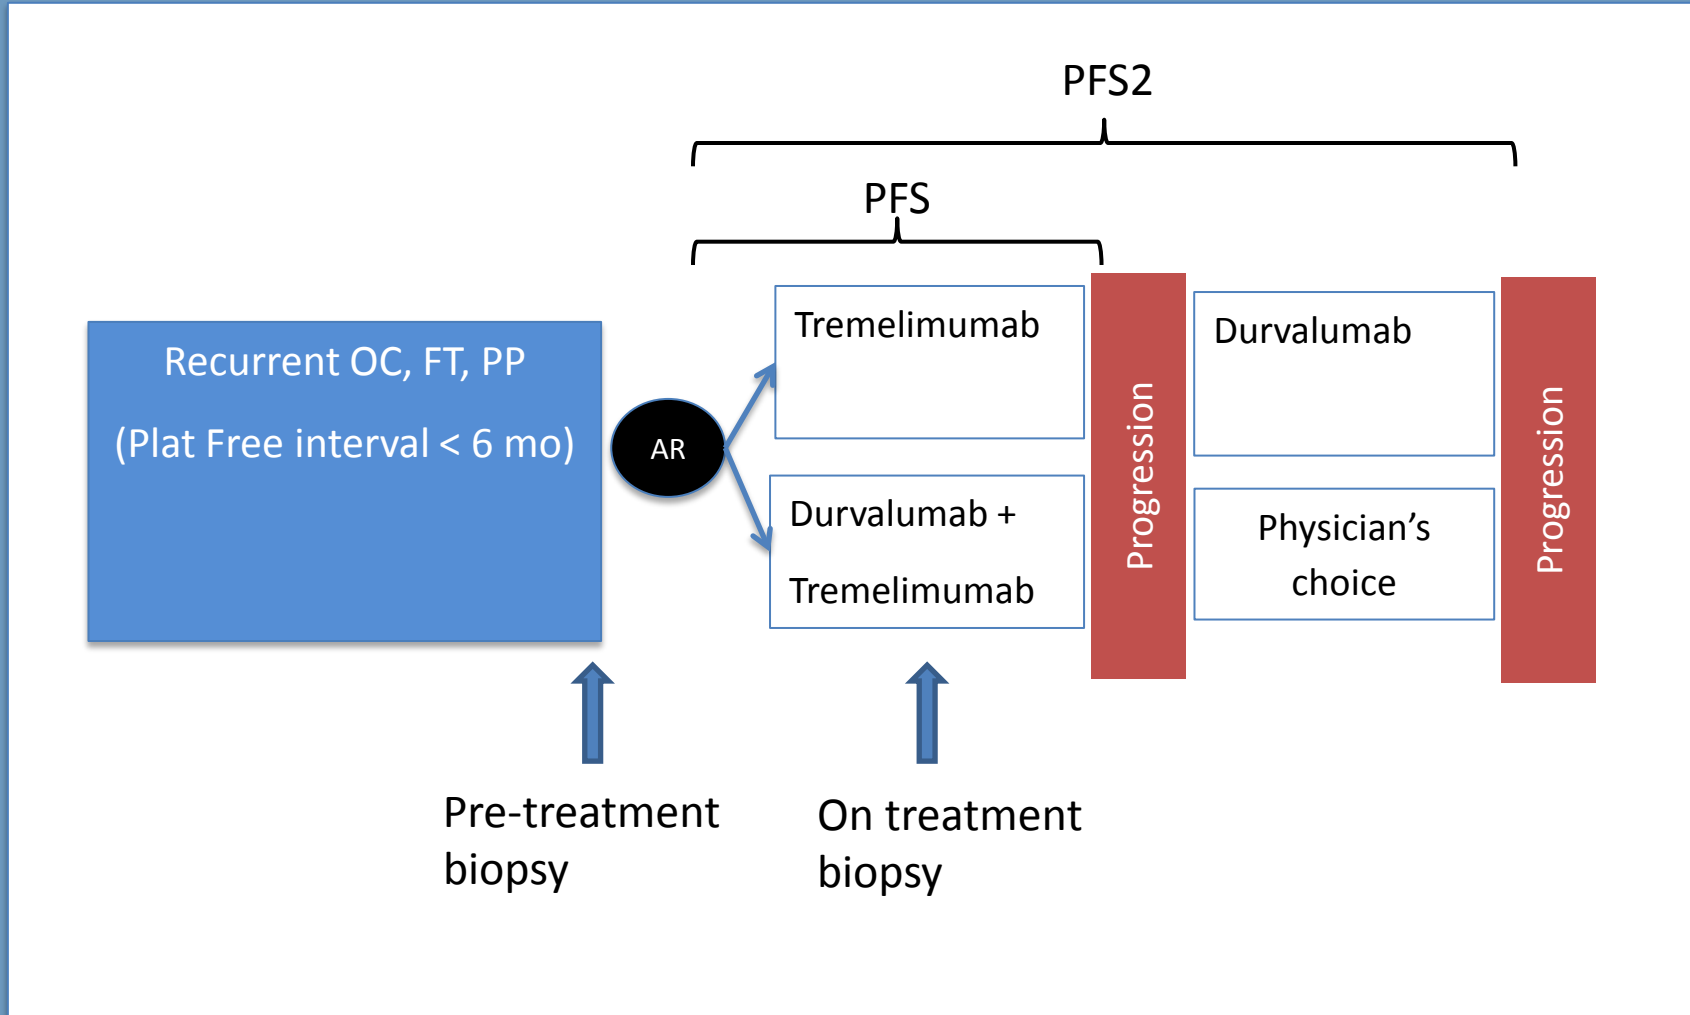 PFS2
PFS
Recurrent OC, FT, PP
(Plat Free interval < 6 mo)
AR
Tremelimumab
Durvalumab +
Tremelimumab
Progression
Durvalumab
Physician’s
choice
Progression
Pre-treatment
biopsy
On treatment
biopsy